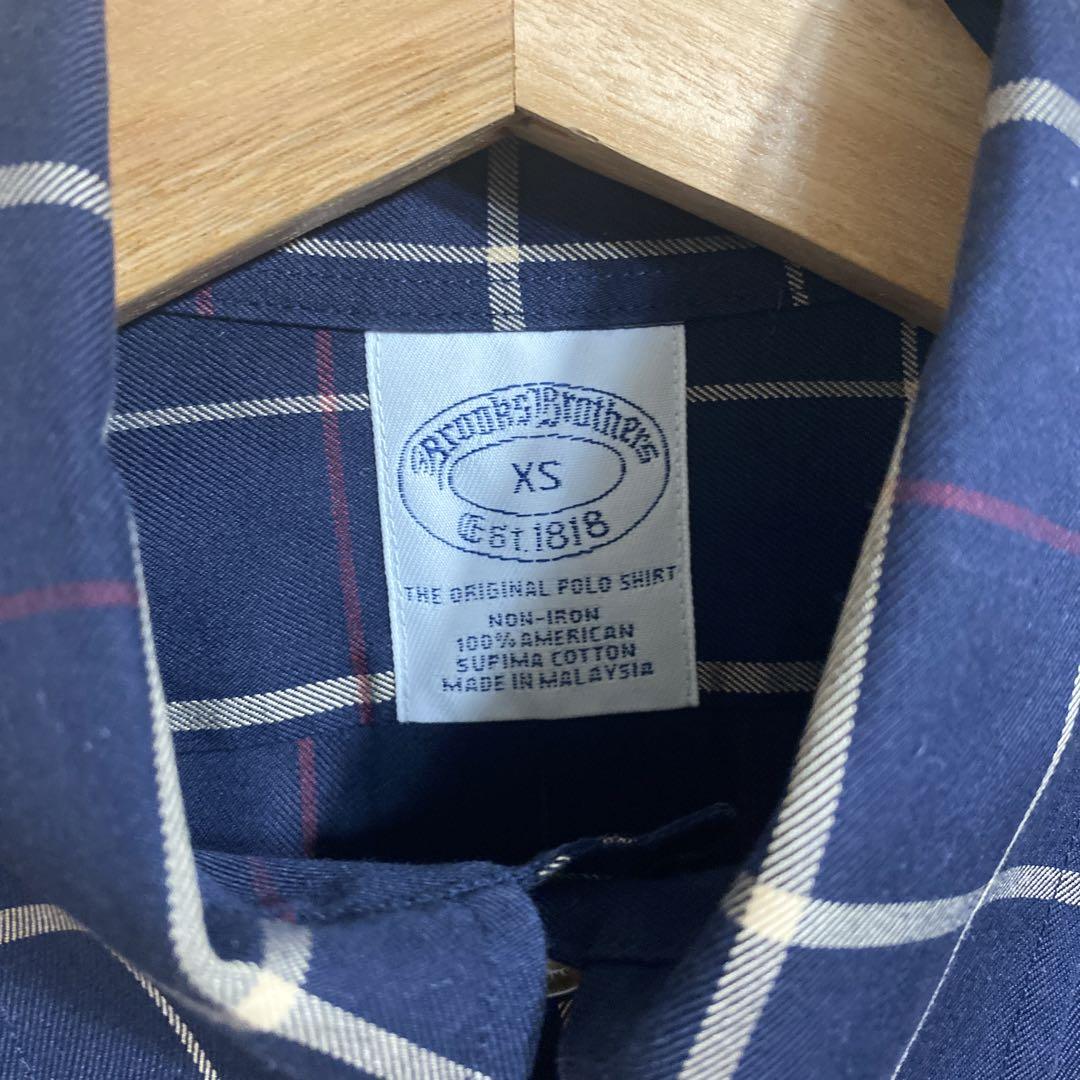 Brooks Brothers
XS
Est. 1818
THE ORIGINAL POLO SHIRT
NON-IRON
100% AMERICAN
SUPIMA COTTON
MADE IN MALAYSIA